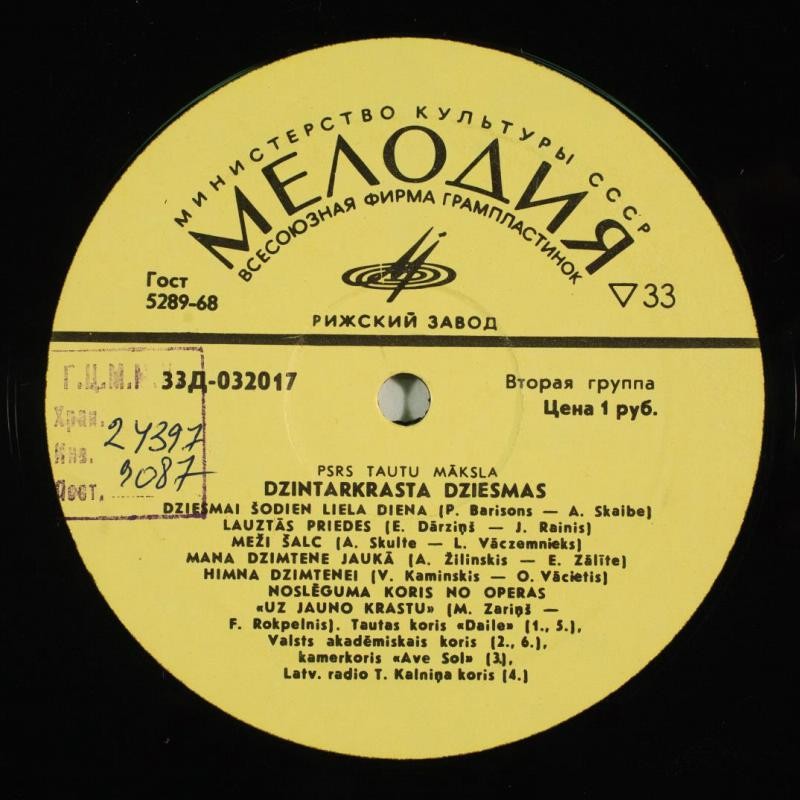 МИНИСТЕРСТВО КУЛЬТУРЫ СССР
МЕЛОДИЯ
ВСЕСОЮЗНАЯ ФИРМА ГРАМПЛАСТИНОК
Гост
5289-68
▽33
РИЖСКИЙ ЗАВОД
Г.Ц.М.М.
33Д-032017
Вторая группа
Цена 1 руб.
Хран.
24397
Инв.
9087
Пост.
PSRS TAUTU MĀKSLA
DZINTARKRASTA DZIESMAS
DZIESMAI ŠODIEN LIELA DIENA (P. Barisons — A. Skaibe)
LAUZTĀS PRIEDES (E. Dārziņš — J. Rainis)
MEŽI ŠALC (A. Skulte — L. Vāczemnieks)
MANA DZIMTENE JAUKĀ (A. Žilinskis — E. Zālīte)
HIMNA DZIMTENEI (V. Kaminskis — O. Vācietis)
NOSLĒGUMA KORIS NO OPERAS
«UZ JAUNO KRASTU» (M. Zariņš —
F. Rokpelnis). Tautas koris «Daile» (1., 5.),
Valsts akadēmiskais koris (2., 6.),
kamerkoris «Ave Sol» (3.),
Latv. radio T. Kalniņa koris (4.)